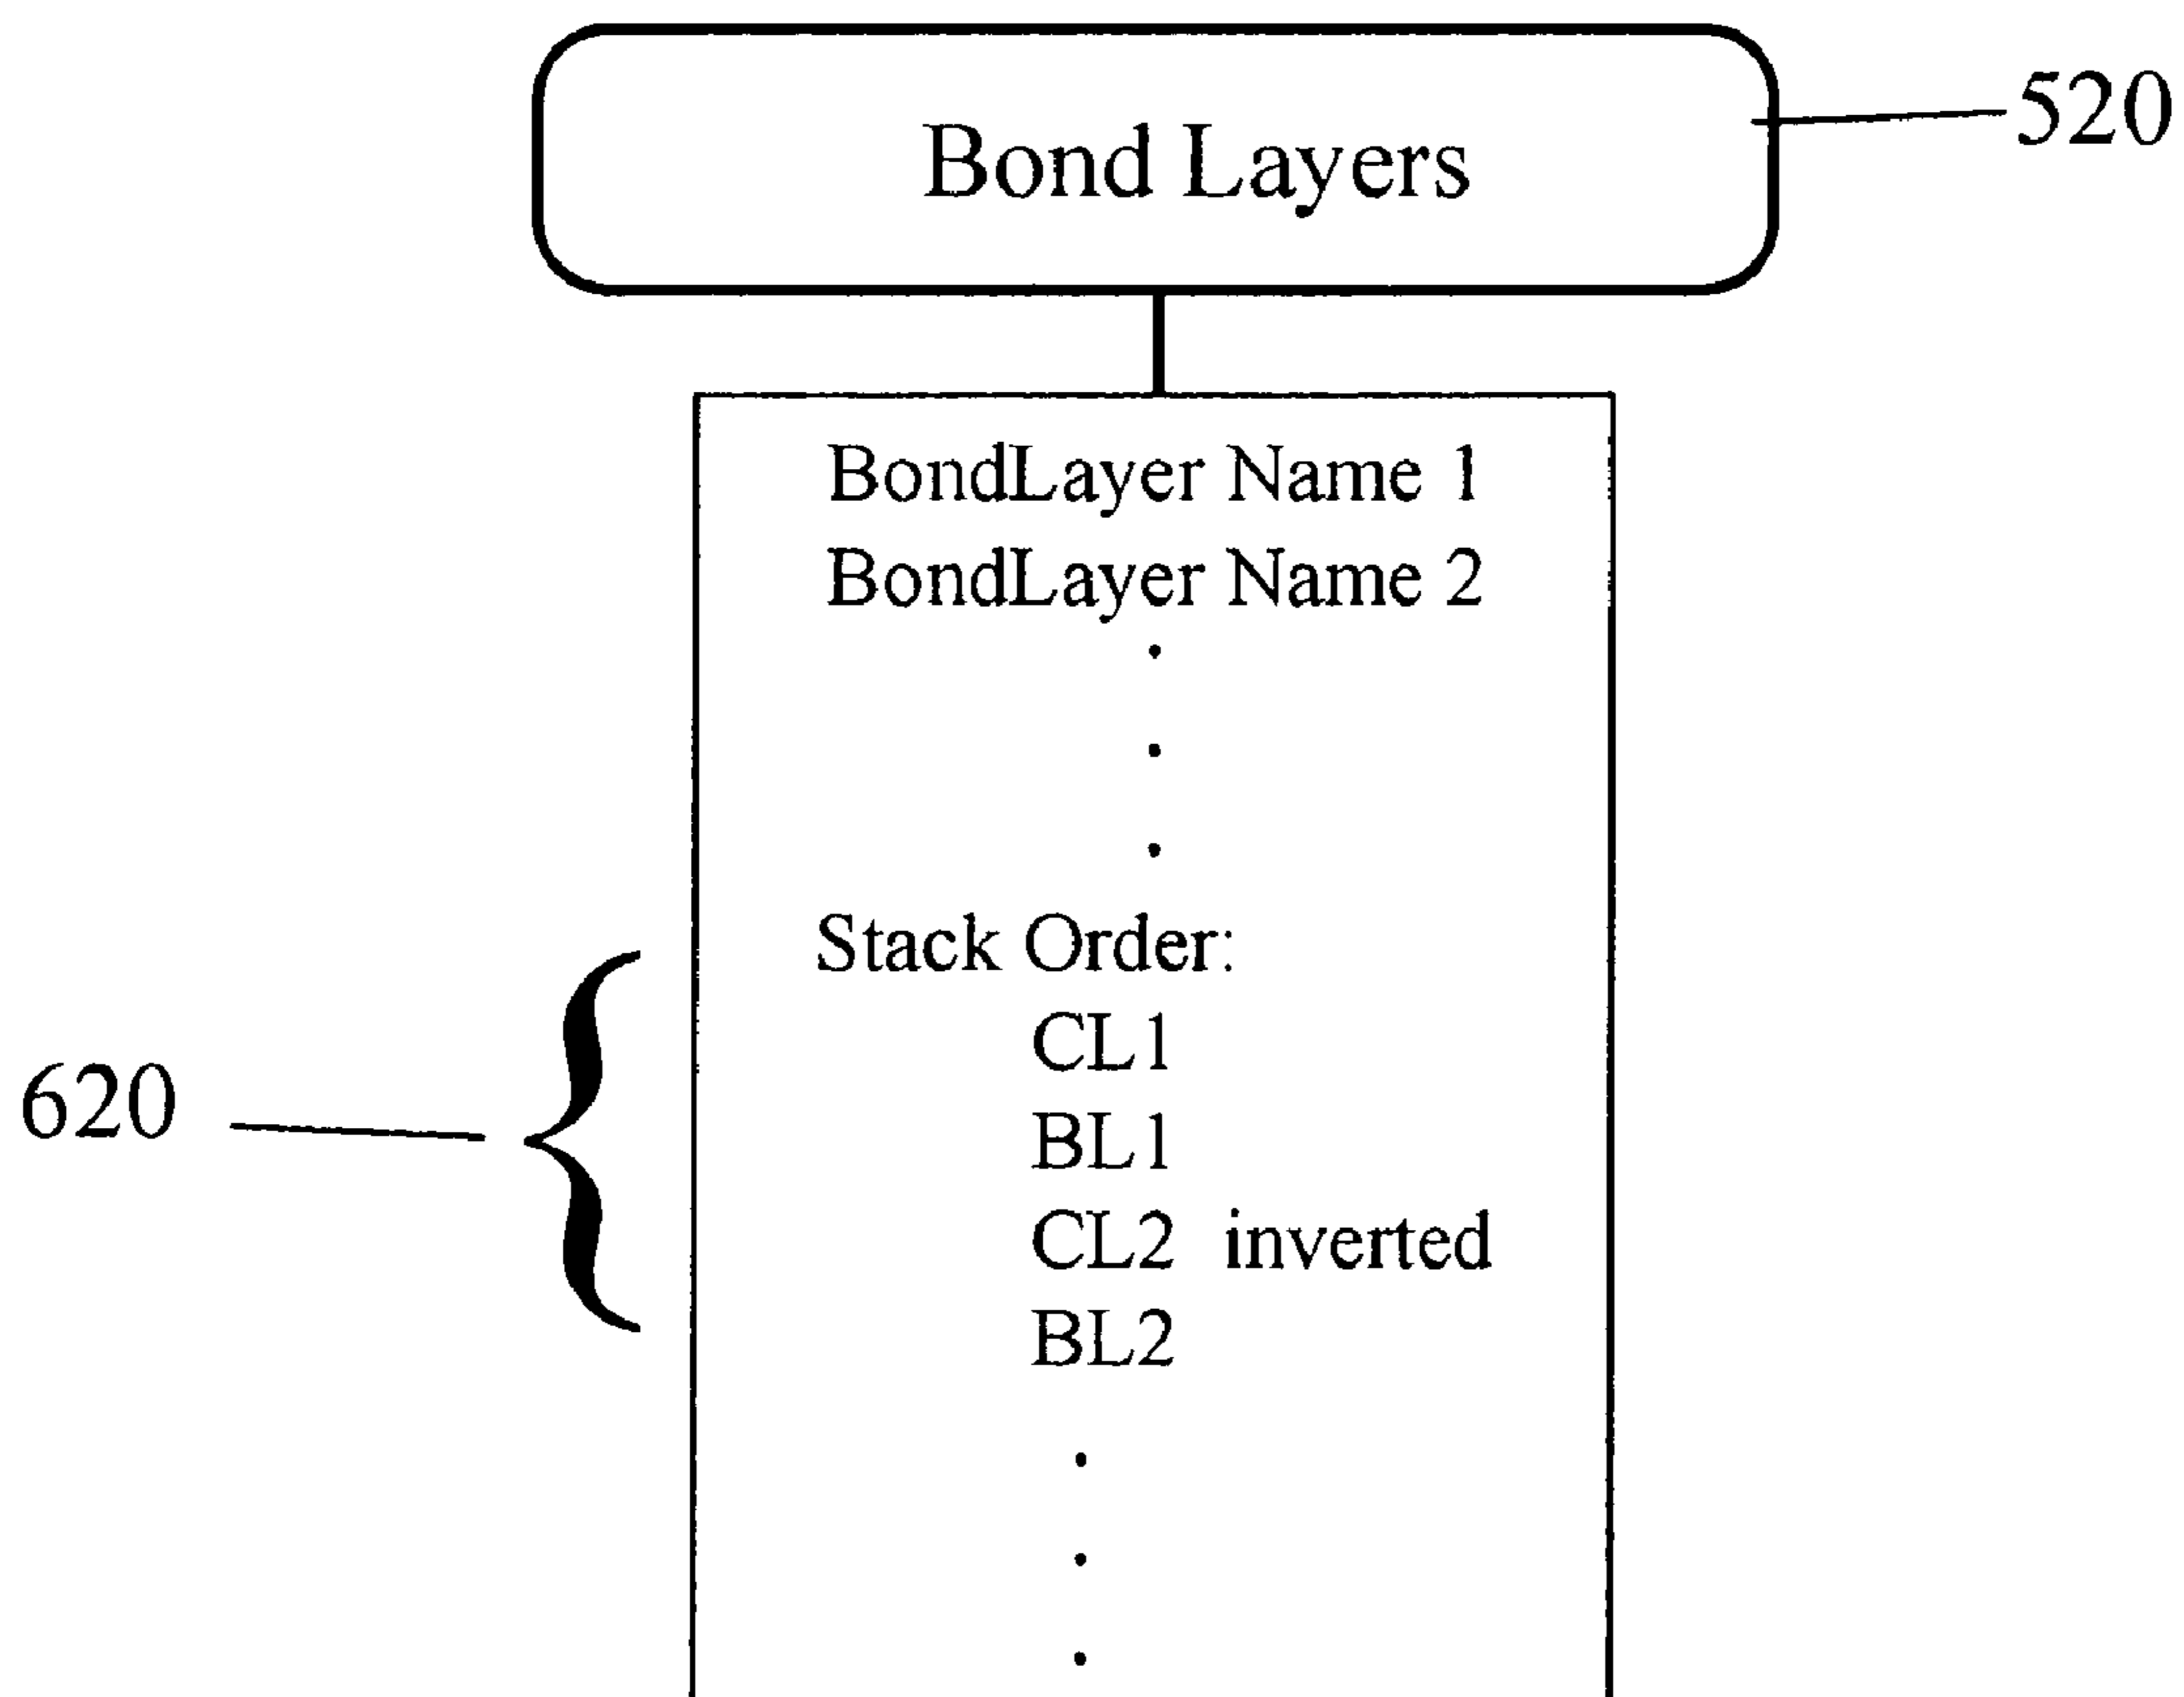 Bond Layers
520
BondLayer Name 1
BondLayer Name 2
.
.
.
Stack Order:
CL1
BL1
620
CL2 inverted
BL2
.
.
.